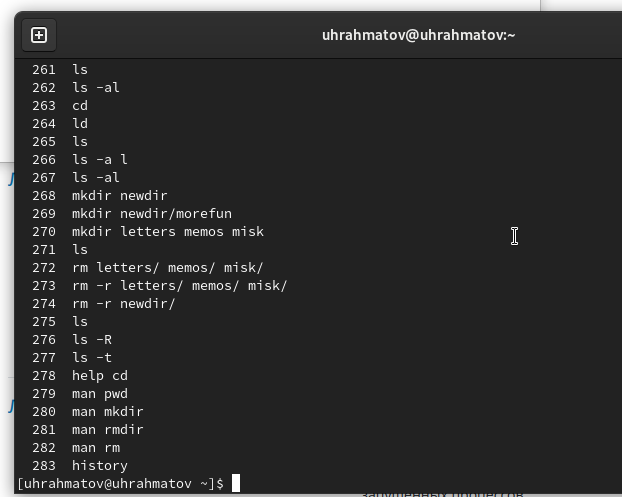 uhrahmatov@uhrahmatov:~
261 ls
262 ls -al
263 cd
264 ld
265 ls
266 ls -a l
267 ls -al
268 mkdir newdir
269 mkdir newdir/morefun
270 mkdir letters memos misk
271 ls
272 rm letters/ memos/ misk/
273 rm -r letters/ memos/ misk/
274 rm -r newdir/
275 ls
276 ls -R
277 ls -t
278 help cd
279 man pwd
280 man mkdir
281 man rmdir
282 man rm
283 history
[uhrahmatov@uhrahmatov ~]$